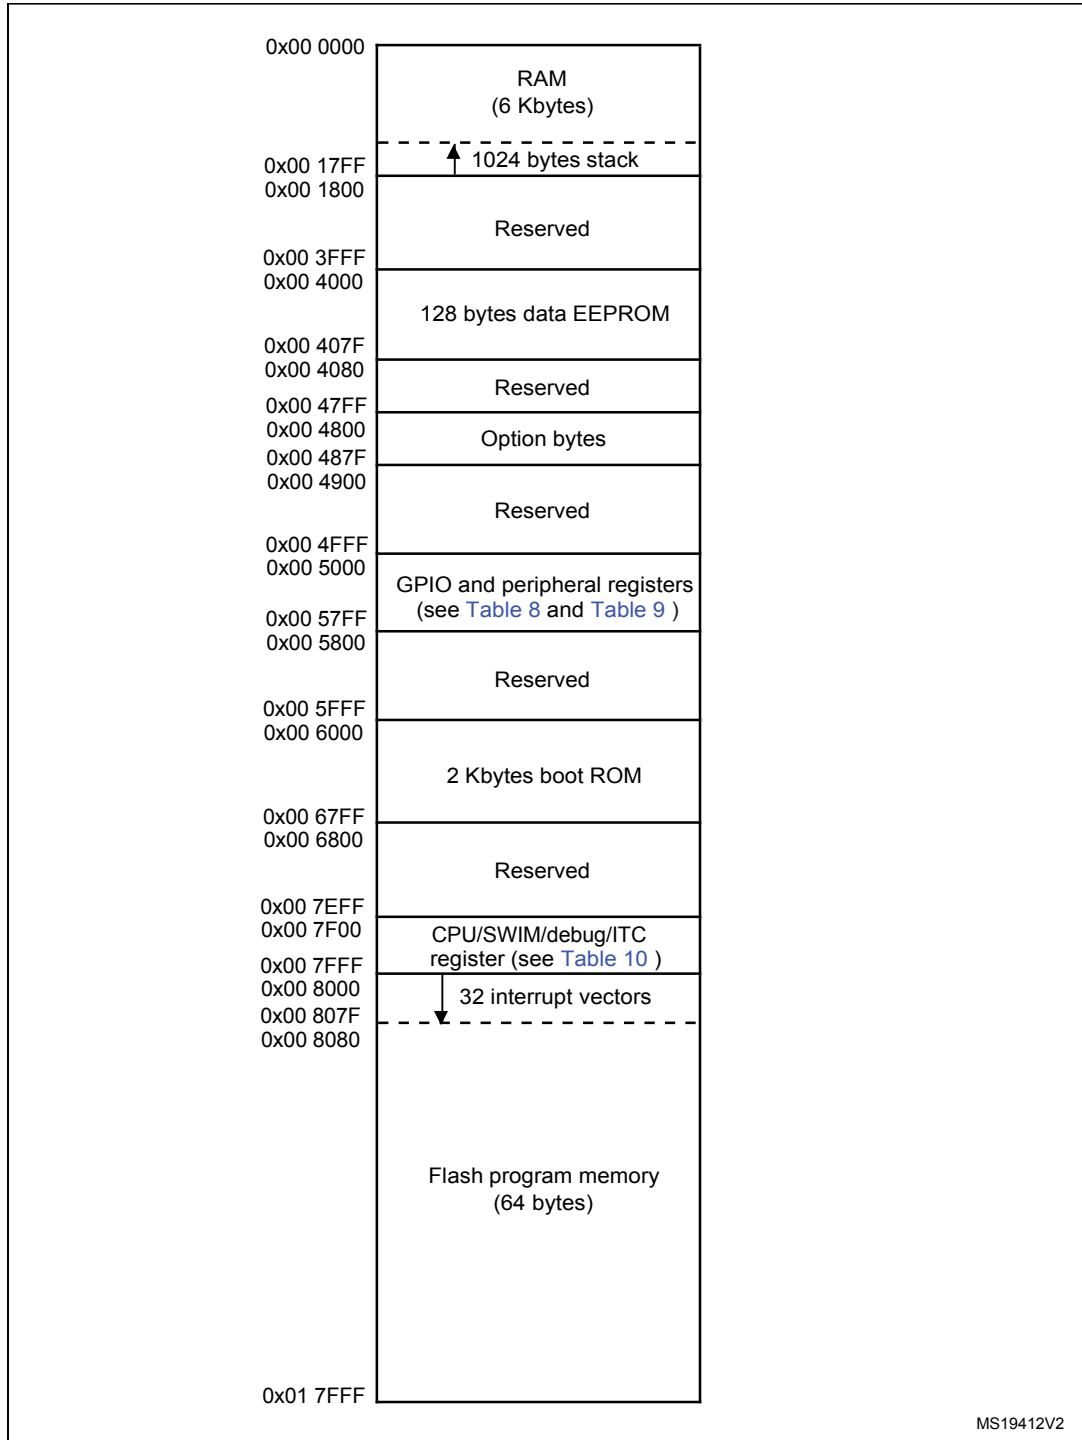 0x00 0000
RAM
(6 Kbytes)
1024 bytes stack
0x00 17FF
0x00 1800
Reserved
0x00 3FFF
0x00 4000
128 bytes data EEPROM
0x00 407F
0x00 4080
Reserved
0x00 47FF
0x00 4800
Option bytes
0x00 487F
0x00 4900
Reserved
0x00 4FFF
0x00 5000
GPIO and peripheral registers
(see Table 8 and Table 9 )
0x00 57FF
0x00 5800
Reserved
0x00 5FFF
0x00 6000
2 Kbytes boot ROM
0x00 67FF
0x00 6800
Reserved
0x00 7EFF
0x00 7F00
CPU/SWIM/debug/ITC
register (see Table 10 )
0x00 7FFF
0x00 8000
32 interrupt vectors
0x00 807F
0x00 8080
Flash program memory
(64 bytes)
0x01 7FFF
MS19412V2